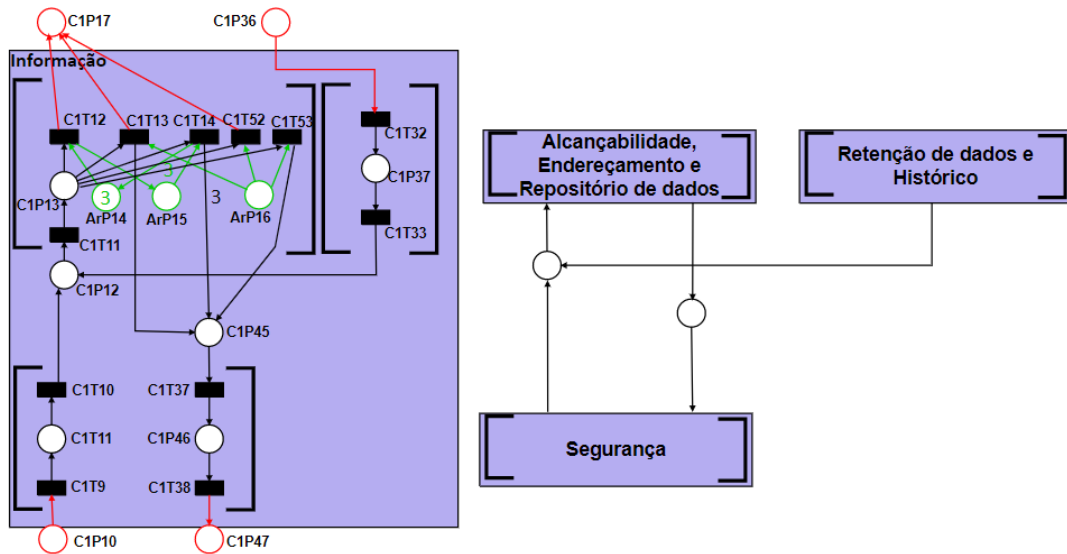 C1P17
C1P36
Informação
C1T12
C1T13
C1T14
C1T52
C1T53
C1T32
3
3
3
C1P13
ArP14
ArP15
ArP16
C1P37
C1T11
C1T33
C1P12
C1P45
C1T10
C1T37
C1T11
C1P46
C1T9
C1T38
C1P10
C1P47
Alcançabilidade,
Endereçamento e
Repositório de dados
Retenção de dados e
Histórico
Segurança